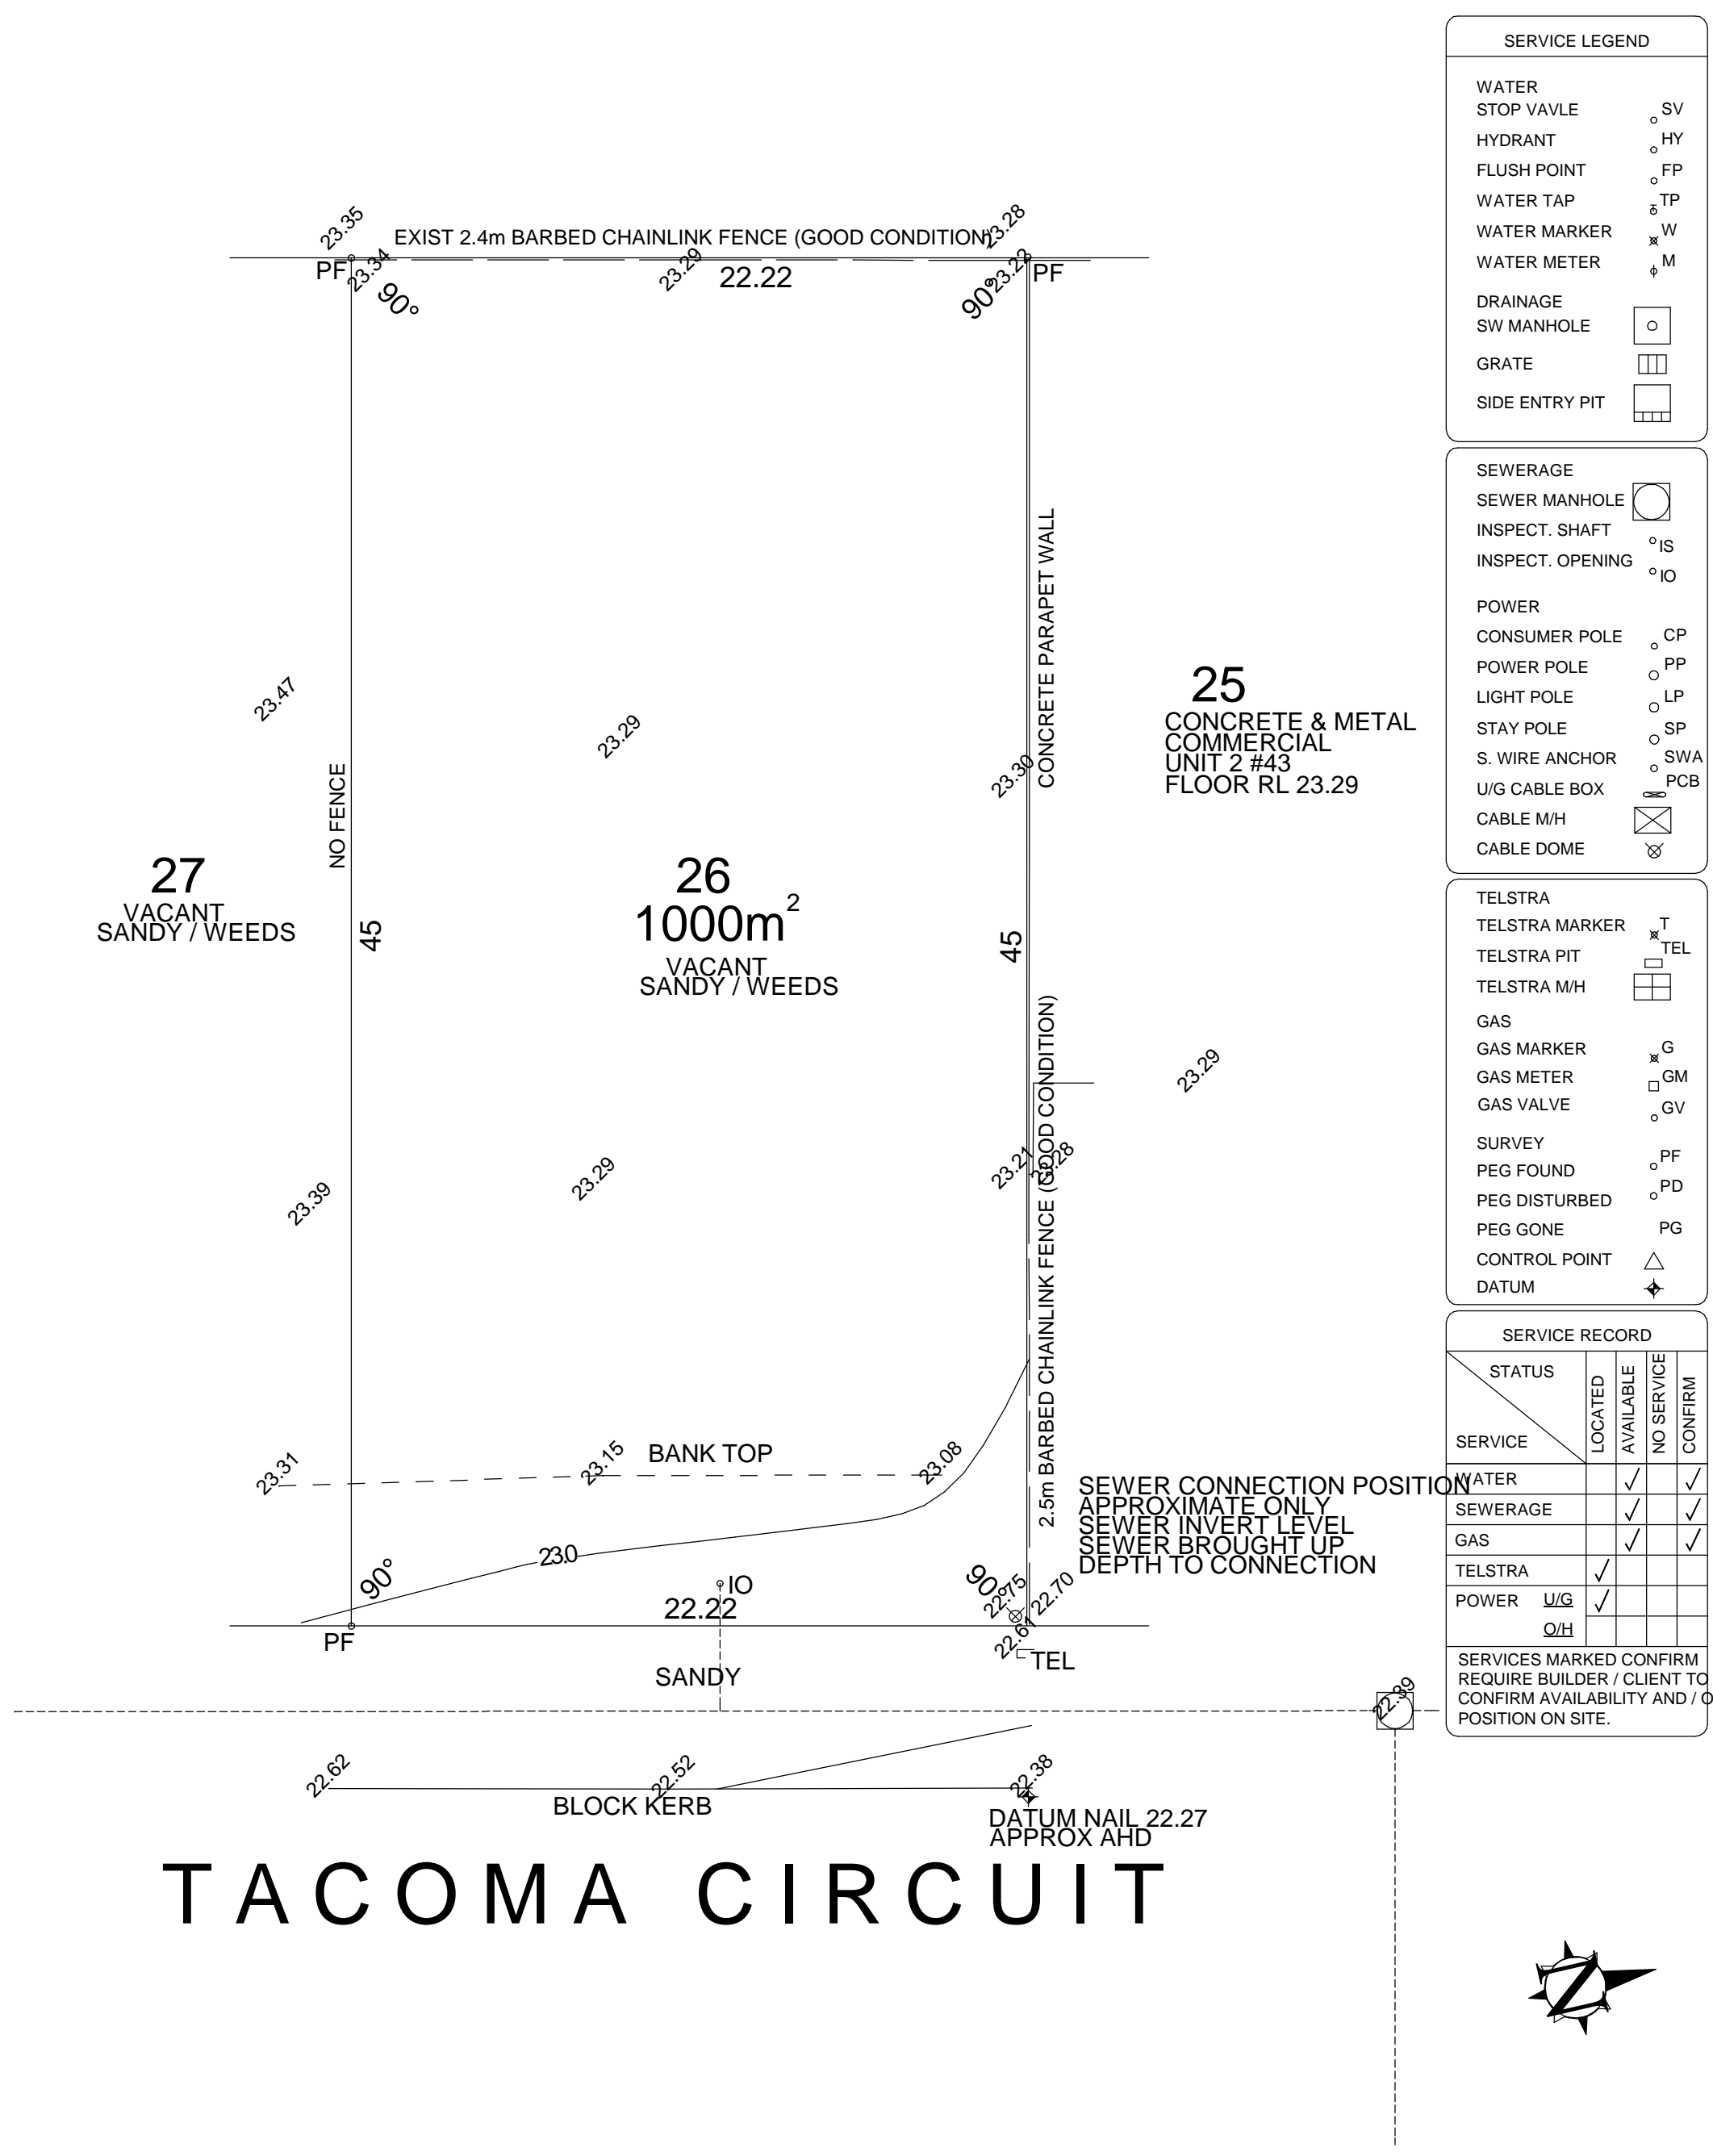 23.35
EXIST 2.4m BARBED CHAINLINK FENCE (GOOD CONDITION)
23.28
PF
23.34
23.29
22.22
23.22
PF
90°
90°
23.47
23.29
CONCRETE PARAPET WALL
23.30
25
CONCRETE & METAL
COMMERCIAL
UNIT 2 #43
FLOOR RL 23.29
NO FENCE
27
VACANT
SANDY / WEEDS
45
26
1000m²
VACANT
SANDY / WEEDS
45
23.39
23.29
23.21
23.28
23.29
2.5m BARBED CHAINLINK FENCE (GOOD CONDITION)
23.31
23.15
BANK TOP
23.08
SEWER CONNECTION POSITION
APPROXIMATE ONLY
SEWER INVERT LEVEL
SEWER BROUGHT UP
DEPTH TO CONNECTION
23.0
90°
IO
22.22
90°
22.75
22.70
PF
22.61
TEL
SANDY
22.39
22.62
22.52
22.38
BLOCK KERB
DATUM NAIL 22.27
APPROX AHD
TACOMA CIRCUIT
SERVICE LEGEND
WATER
STOP VAVLE SV
HYDRANT HY
FLUSH POINT FP
WATER TAP TP
WATER MARKER W
WATER METER M
DRAINAGE
SW MANHOLE
GRATE
SIDE ENTRY PIT
SEWERAGE
SEWER MANHOLE
INSPECT. SHAFT IS
INSPECT. OPENING IO
POWER
CONSUMER POLE CP
POWER POLE PP
LIGHT POLE LP
STAY POLE SP
S. WIRE ANCHOR SWA
U/G CABLE BOX PCB
CABLE M/H
CABLE DOME
TELSTRA
TELSTRA MARKER T
TELSTRA PIT TEL
TELSTRA M/H
GAS
GAS MARKER G
GAS METER GM
GAS VALVE GV
SURVEY
PEG FOUND PF
PEG DISTURBED PD
PEG GONE PG
CONTROL POINT
DATUM
SERVICE RECORD
STATUS
SERVICE
LOCATED
AVAILABLE
NO SERVICE
CONFIRM
WATER √ √
SEWERAGE √ √
GAS √ √
TELSTRA √
POWER U/G √
O/H
SERVICES MARKED CONFIRM
REQUIRE BUILDER / CLIENT TO
CONFIRM AVAILABILITY AND / O
POSITION ON SITE.
Z